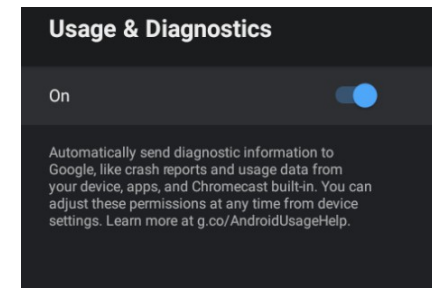 Usage & Diagnostics
On
Automatically send diagnostic information to
Google, like crash reports and usage data from
your device, apps, and Chromecast built-in. You can
adjust these permissions at any time from device
settings. Learn more at g.co/AndroidUsageHelp.